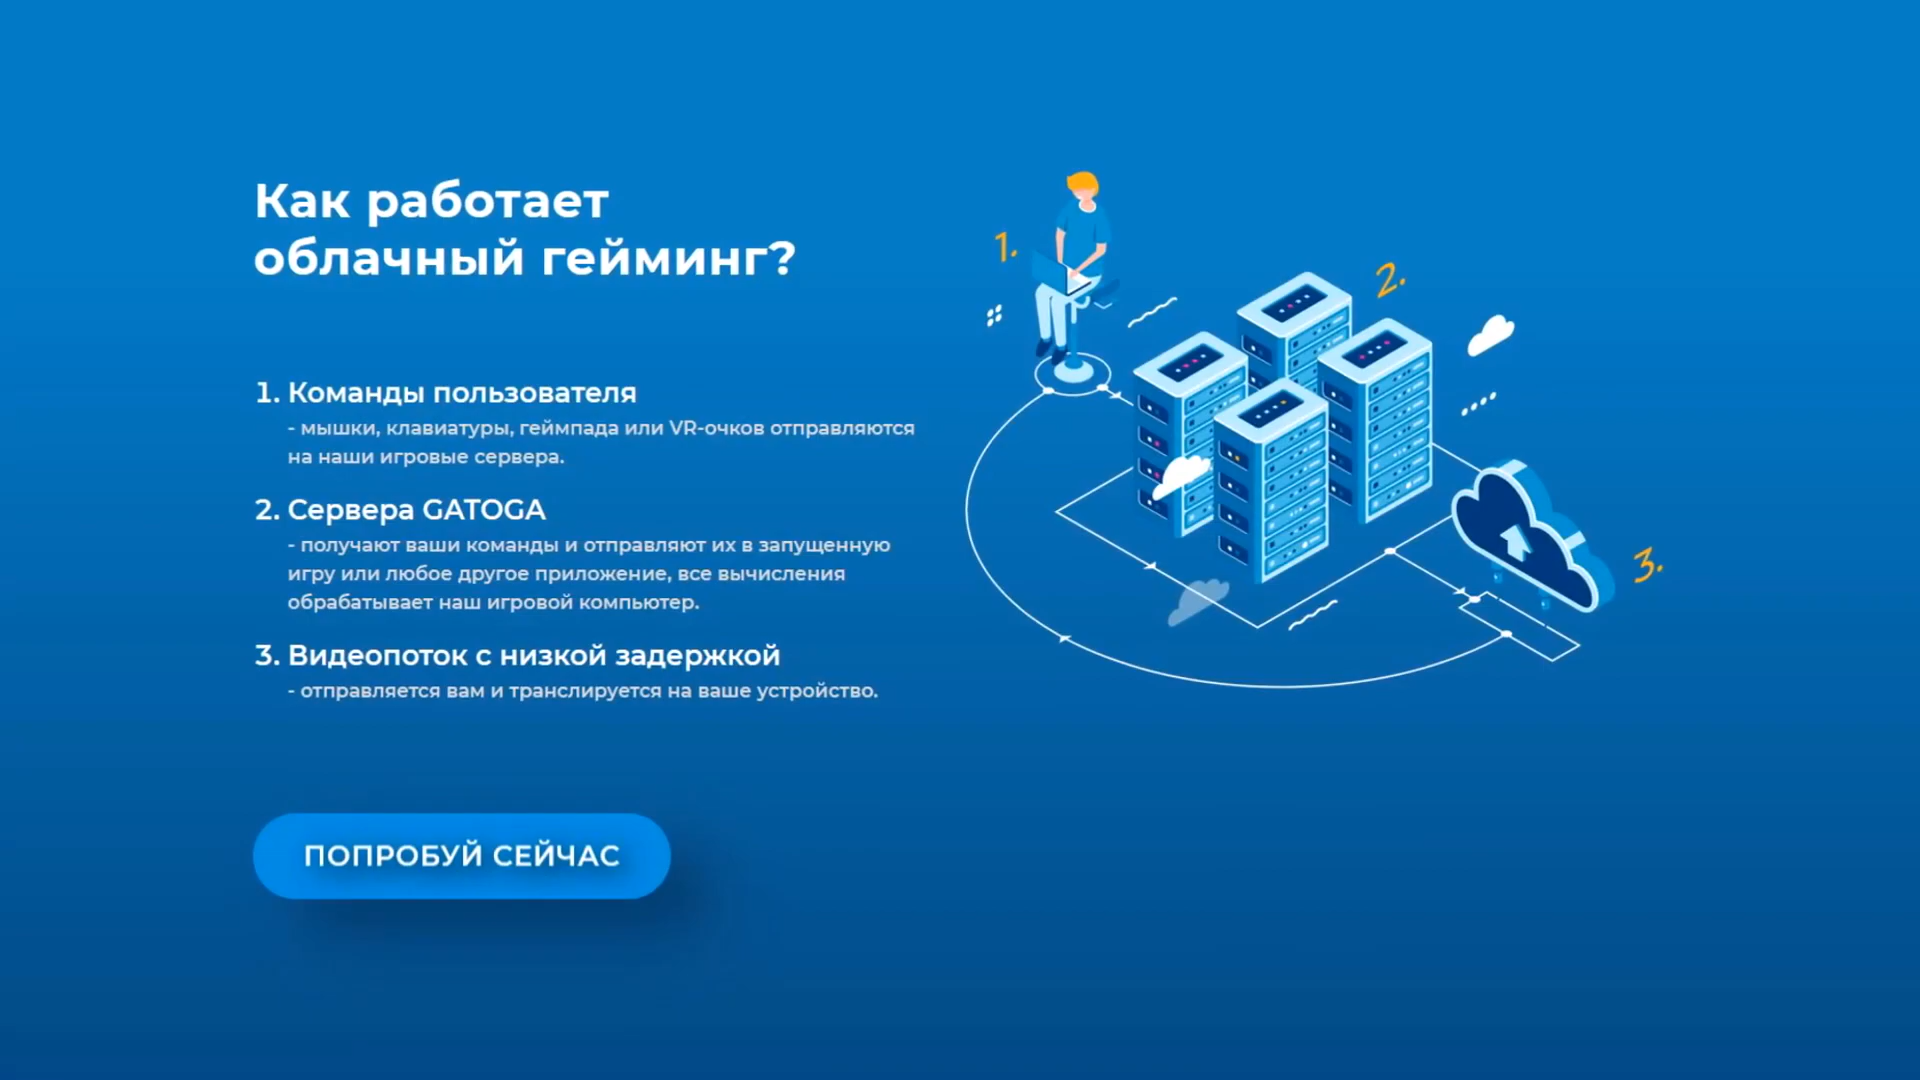 Как работает
облачный гейминг?
1. Команды пользователя
- мышки, клавиатуры, геймпада или VR-очков отправляются
на наши игровые сервера.
2. Сервера GATOGA
- получают ваши команды и отправляют их в запущенную
игру или любое другое приложение, все вычисления
обрабатывает наш игровой компьютер.
3. Видеопоток с низкой задержкой
- отправляется вам и транслируется на ваше устройство.
ПОПРОБУЙ СЕЙЧАС
1.
2.
3.